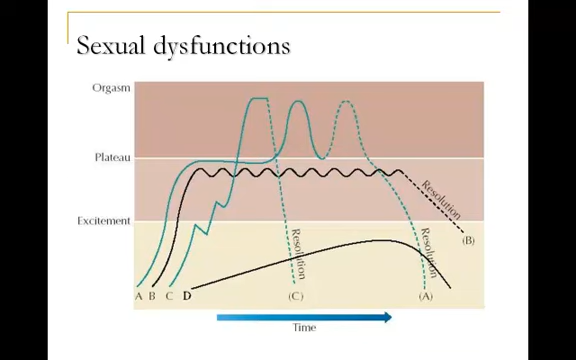 Sexual dysfunctions
Orgasm
Plateau
Excitement
Resolution
Resolution
Resolution
(B)
A B C D
(C)
(A)
Time